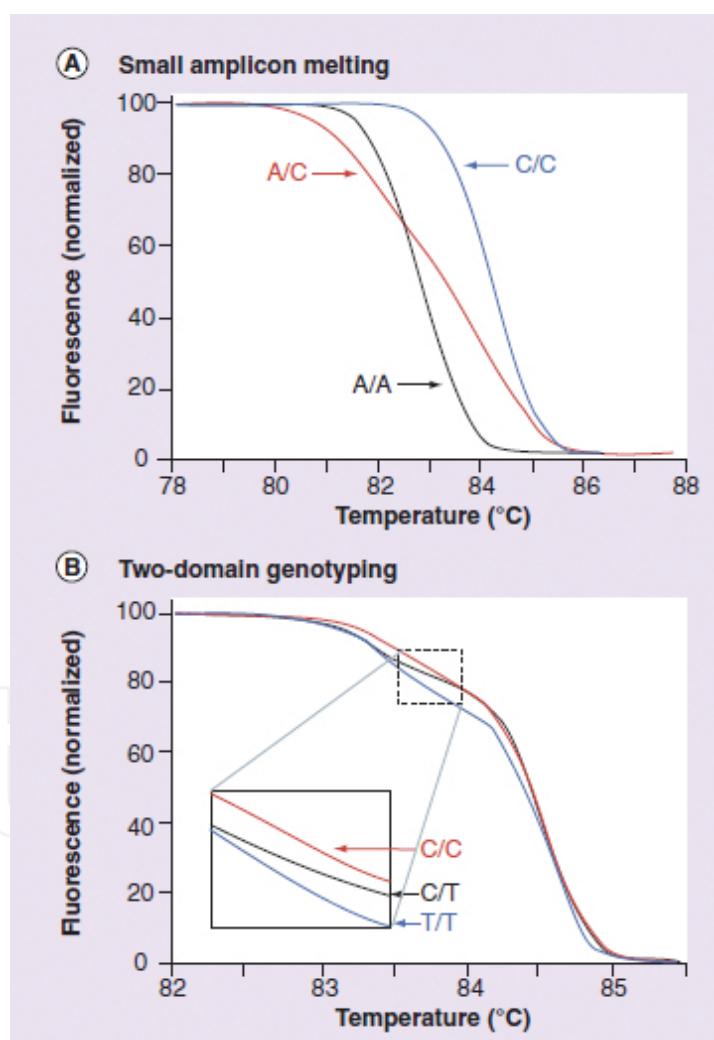 A Small amplicon melting
Fluorescence (normalized)
100
80
60
40
20
0
A/C
C/C
A/A
78 80 82 84 86 88
Temperature (°C)
B Two-domain genotyping
Fluorescence (normalized)
100
80
60
40
20
0
C/C
C/T
T/T
82 83 84 85
Temperature (°C)